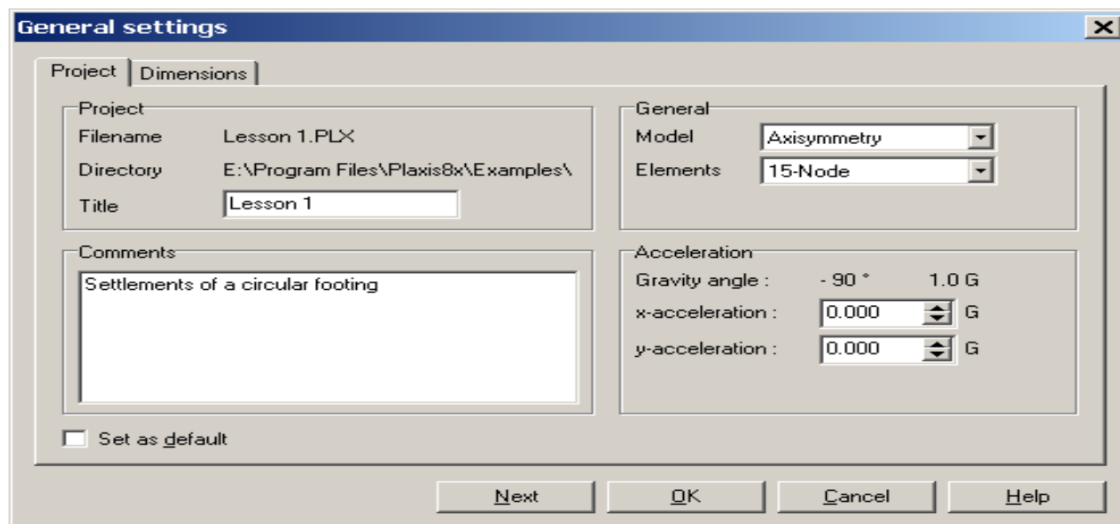 General settings
Project
Dimensions
Project
Filename Lesson 1.PLX
Directory E:\Program Files\Plaxis8x\Examples\
Title Lesson 1
General
Model Axisymmetry
Elements 15-Node
Comments
Settlements of a circular footing
Acceleration
Gravity angle : - 90 ° 1.0 G
x-acceleration : 0.000 G
y-acceleration : 0.000 G
Set as default
Next
OK
Cancel
Help